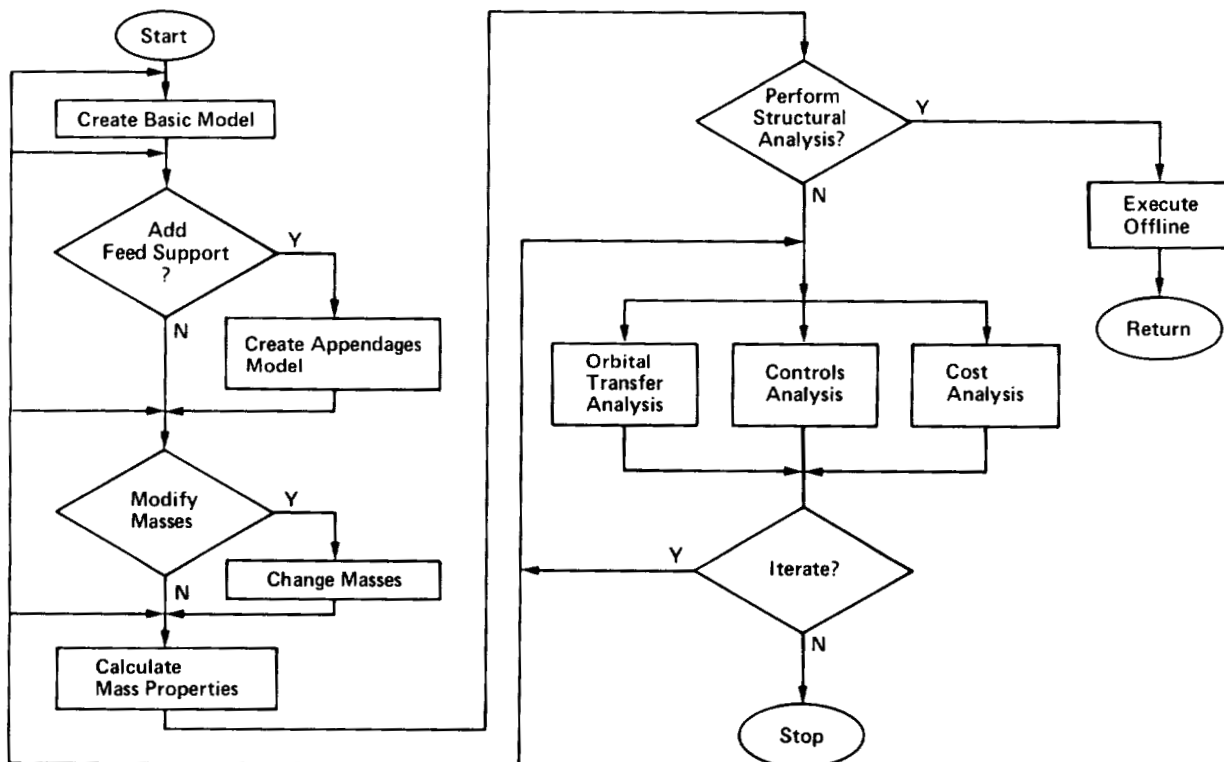 Start
Create Basic Model
Add
Feed Support
?
Y
N
Create Appendages
Model
Modify
Masses
Y
Change Masses
N
Calculate
Mass Properties
Perform
Structural
Analysis?
Y
N
Execute
Offline
Return
Orbital
Transfer
Analysis
Controls
Analysis
Cost
Analysis
Y
Iterate?
N
Stop